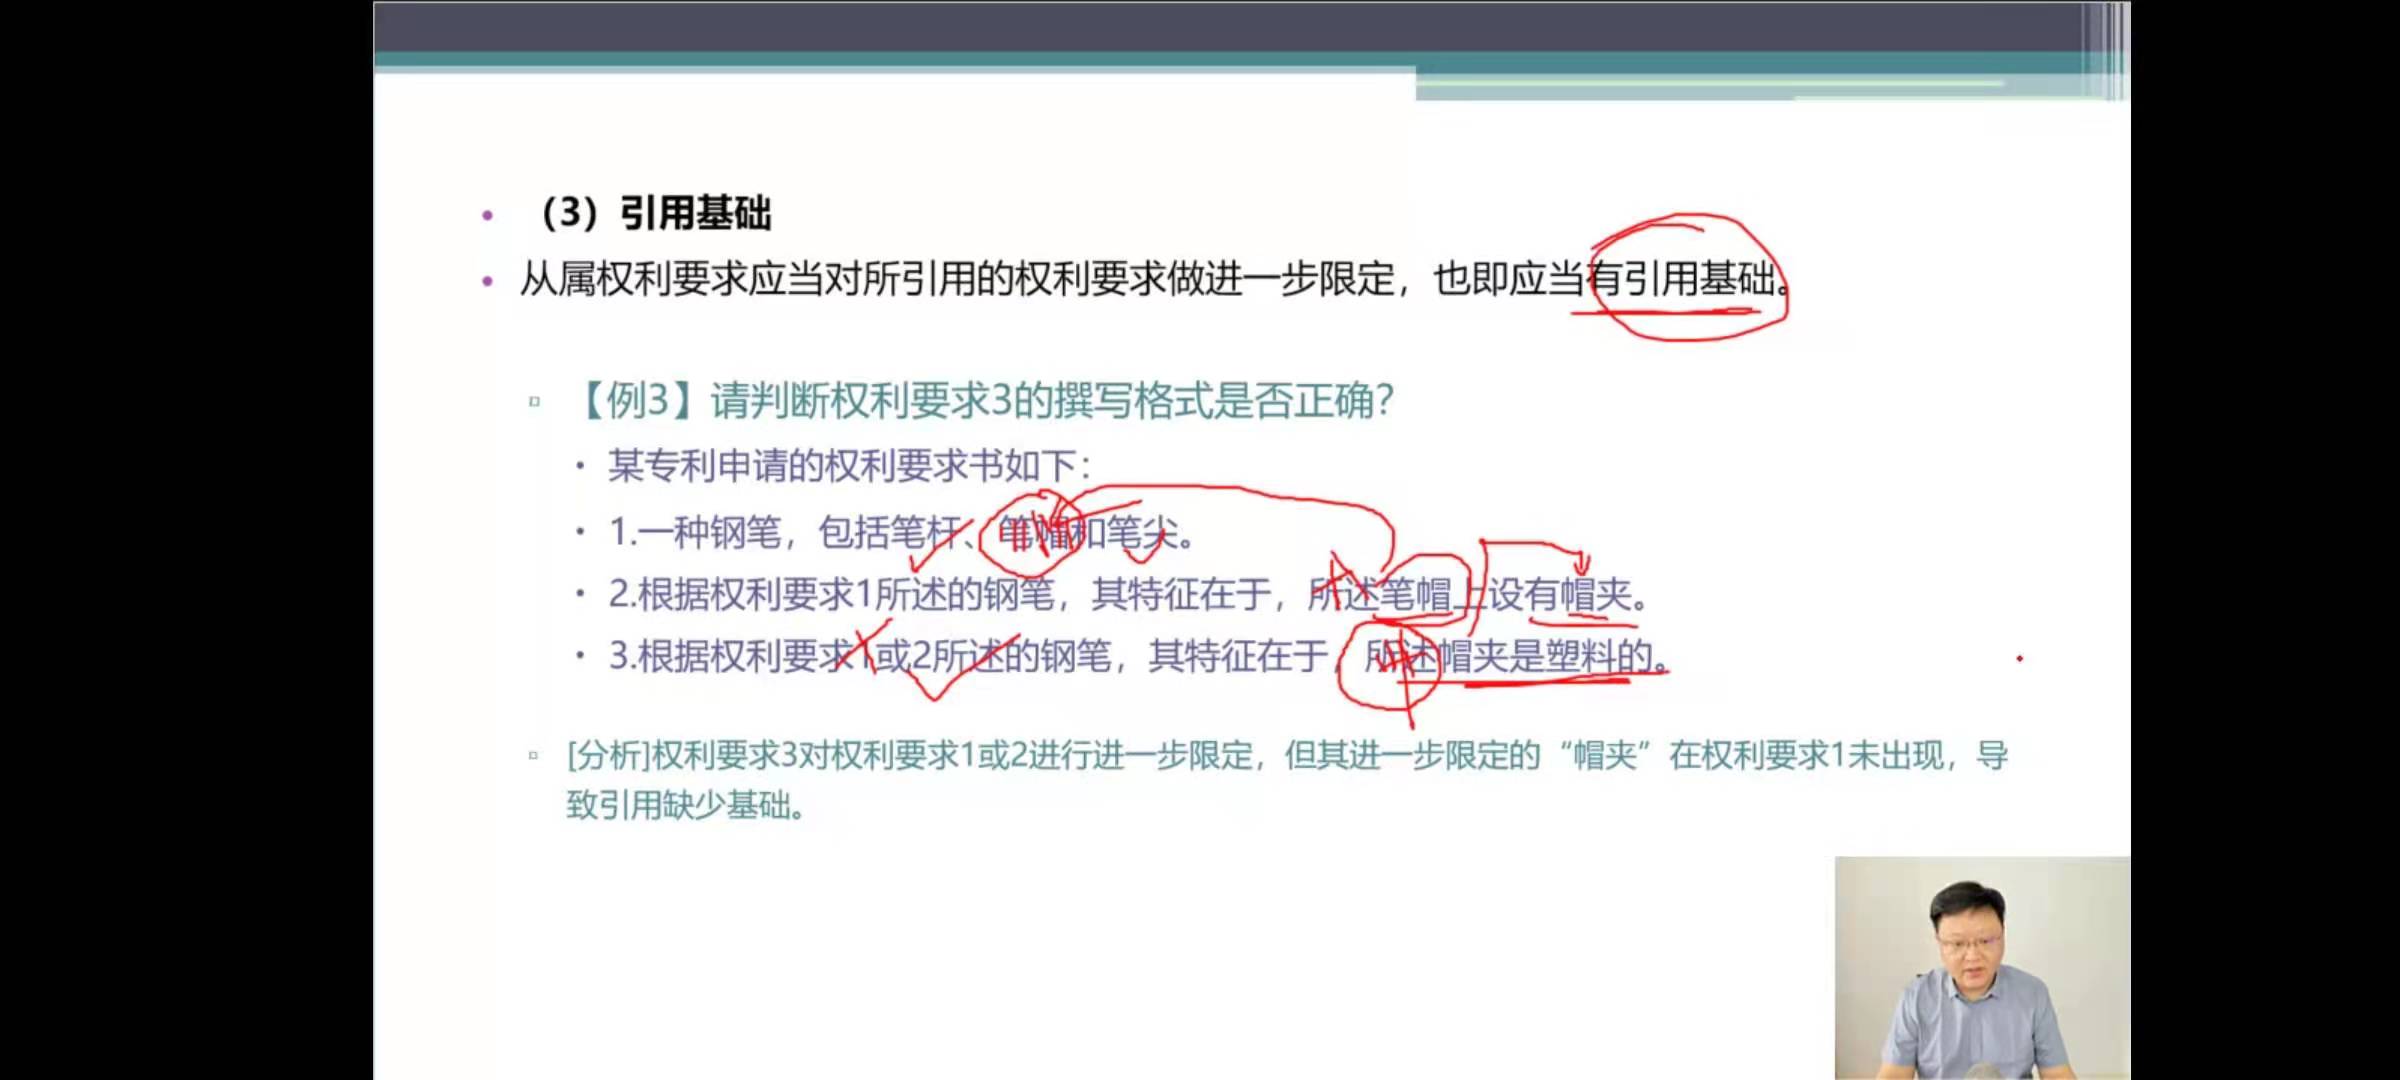 （3）引用基础
从属权利要求应当对所引用的权利要求做进一步限定，也即应当有引用基础。
【例3】请判断权利要求3的撰写格式是否正确？
某专利申请的权利要求书如下：
1.一种钢笔，包括笔杆、笔帽和笔尖。
2.根据权利要求1所述的钢笔，其特征在于，所述笔帽上设有帽夹。
3.根据权利要求1或2所述的钢笔，其特征在于，所述帽夹是塑料的。
[分析]权利要求3对权利要求1或2进行进一步限定，但其进一步限定的“帽夹”在权利要求1未出现，导
致引用缺少基础。